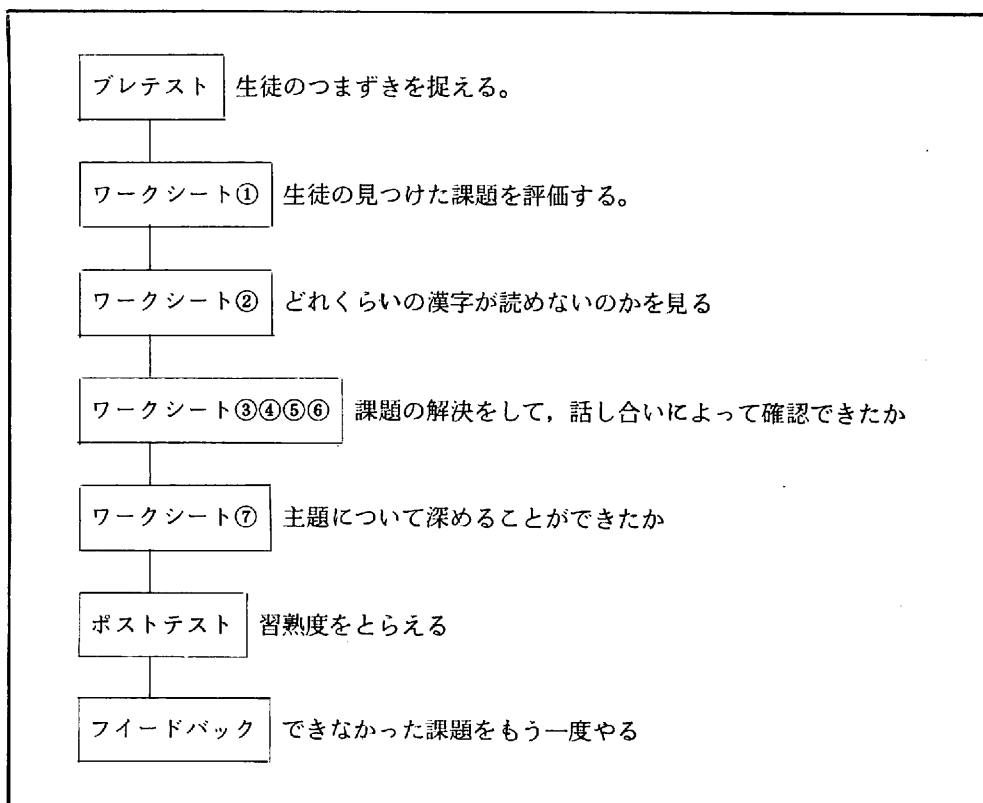 プレテスト 生徒のつまずきを捉える。
ワークシート① 生徒の見つけた課題を評価する。
ワークシート② どれくらいの漢字が読めないのかを見る
ワークシート③④⑤⑥ 課題の解決をして，話し合いによって確認できたか
ワークシート⑦ 主題について深めることができたか
ポストテスト 習熟度をとらえる
フイードバック できなかった課題をもう一度やる